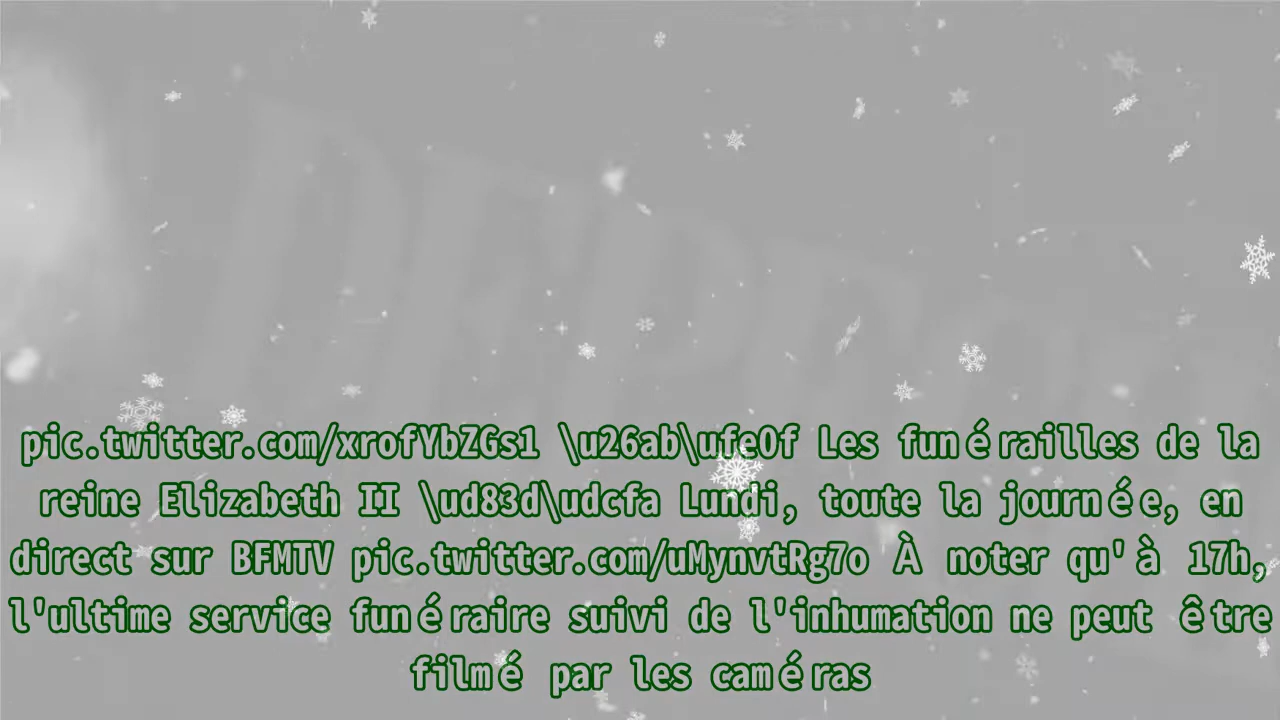 pic.twitter.com/xrofYbZGs1 \u26ab\ufe0f Les funérailles de la
reine Elizabeth II \ud83d\udcfa Lundi, toute la journée, en
direct sur BFMTV pic.twitter.com/uMynvtRg7o À noter qu'à 17h,
l'ultime service funéraire suivi de l'inhumation ne peut être
filmé par les caméras